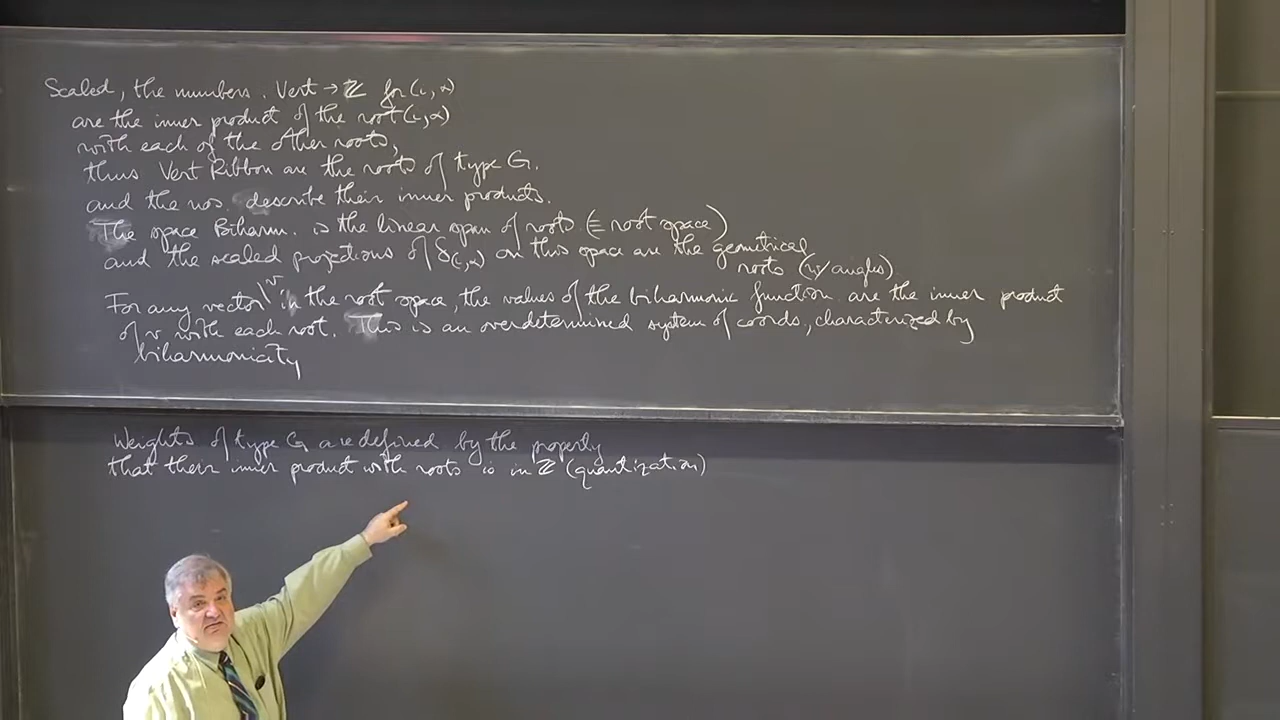 Scaled, the numbers. Vert → ℤ for (ι, α)
are the inner product of the root (ι, α)
with each of the other roots,
thus Vert Ribbon are the roots of type G.
and the nos. describe their inner products.
The space Biharm. is the linear span of roots (≡ root space)
and the scaled projections of δ(ι,α) on this space are the geometrical
roots (w/angles)
For any vector v in the root space, the values of the biharmonic function are the inner product
of v, with each root. This is an overdetermined system of coords, characterized by
biharmonicity
Weights of type G are defined by the property
that their inner product with roots is in ℤ (quantization)